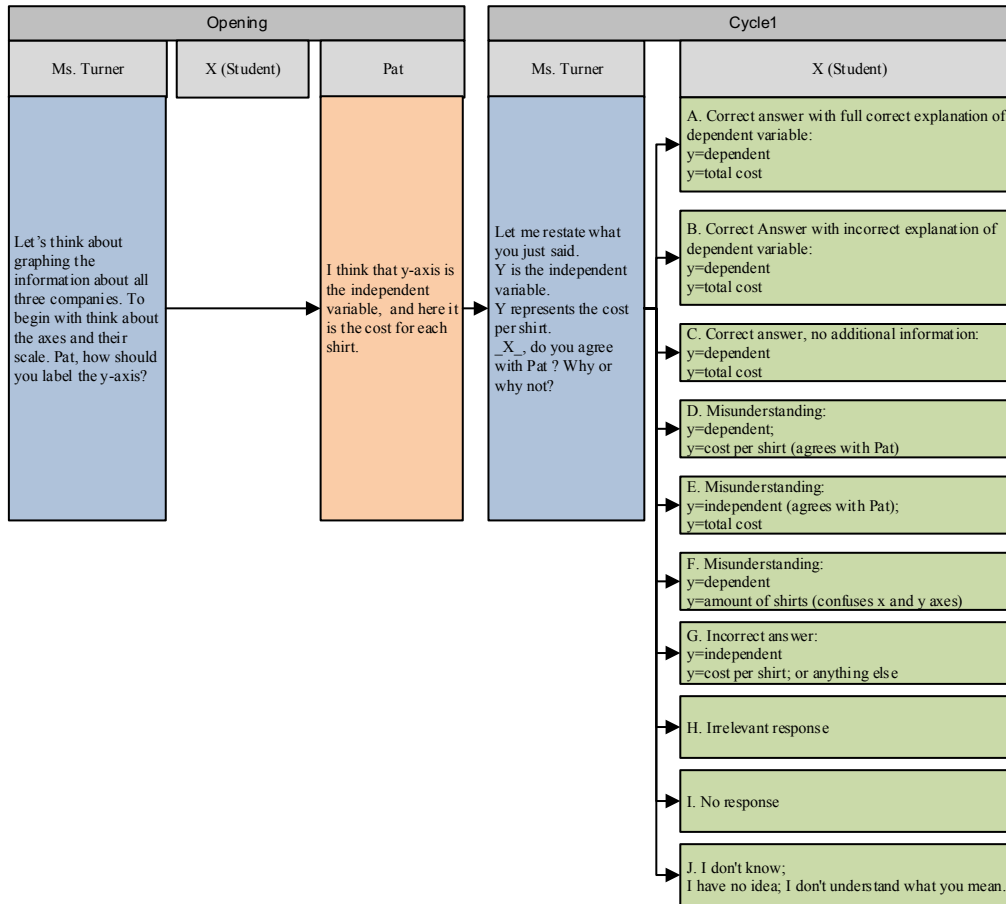 Opening
Cycle1
Ms. Turner
X (Student)
Pat
Ms. Turner
X (Student)
Let's think about
graphing the
information about all
three companies. To
begin with think about
the axes and their
scale. Pat, how should
you label the y-axis?
I think that y-axis is
the independent
variable, and here it
is the cost for each
shirt.
Let me restate what
you just said.
Y is the independent
variable.
Y represents the cost
per shirt.
_X_, do you agree
with Pat ? Why or
why not?
A. Correct answer with full correct explanation of
dependent variable:
y=dependent
y=total cost
B. Correct Answer with incorrect explanation of
dependent variable:
y=dependent
y=total cost
C. Correct answer, no additional information:
y=dependent
y=total cost
D. Misunderstanding:
y=dependent;
y=cost per shirt (agrees with Pat)
E. Misunderstanding:
y=independent (agrees with Pat);
y=total cost
F. Misunderstanding:
y=dependent
y=amount of shirts (confuses x and y axes)
G. Incorrect answer:
y=independent
y=cost per shirt; or anything else
H. Irrelevant response
I. No response
J. I don't know;
I have no idea; I don't understand what you mean.